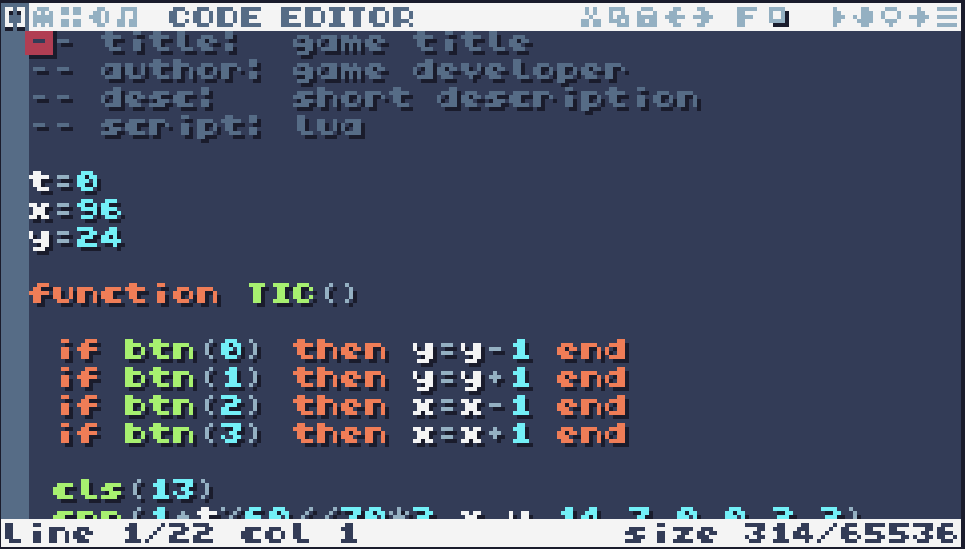 CODE EDITOR F
-- title:   game title
-- author:  game developer
-- desc:    short description
-- script:  lua
t=0
x=96
y=24
function TIC()
if btn(0) then y=y-1 end
if btn(1) then y=y+1 end
if btn(2) then x=x-1 end
if btn(3) then x=x+1 end
cls(13)
line 1/22 col 1 size 314/65536